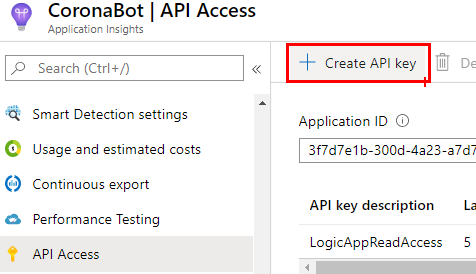 CoronaBot | API Access
Application Insights
Search (Ctrl+/)
Smart Detection settings
Usage and estimated costs
Continuous export
Performance Testing
API Access
Create API key
De
Application ID
3f7d7e1b-300d-4a23-a7d7
API key description La
LogicAppReadAccess 5